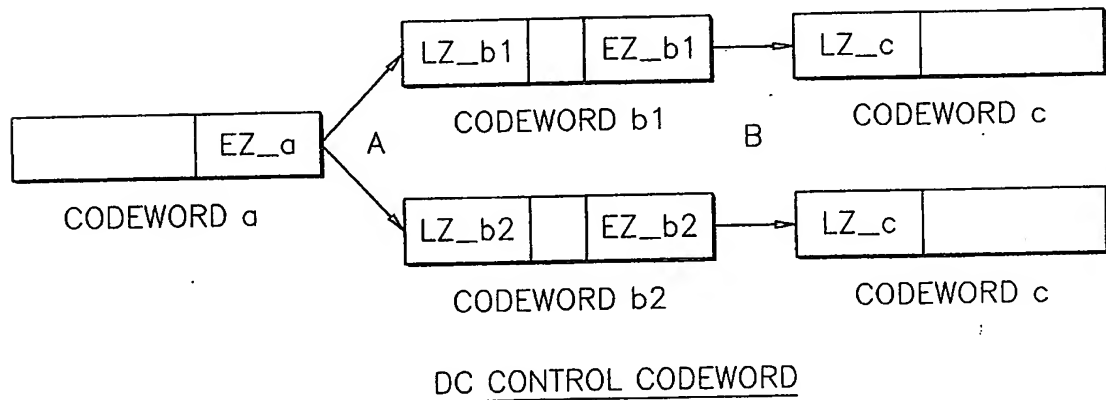 LZ_b1 EZ_b1 LZ_c
CODEWORD b1 CODEWORD c
EZ_a A B
CODEWORD a
LZ_b2 EZ_b2 LZ_c
CODEWORD b2 CODEWORD c
DC CONTROL CODEWORD